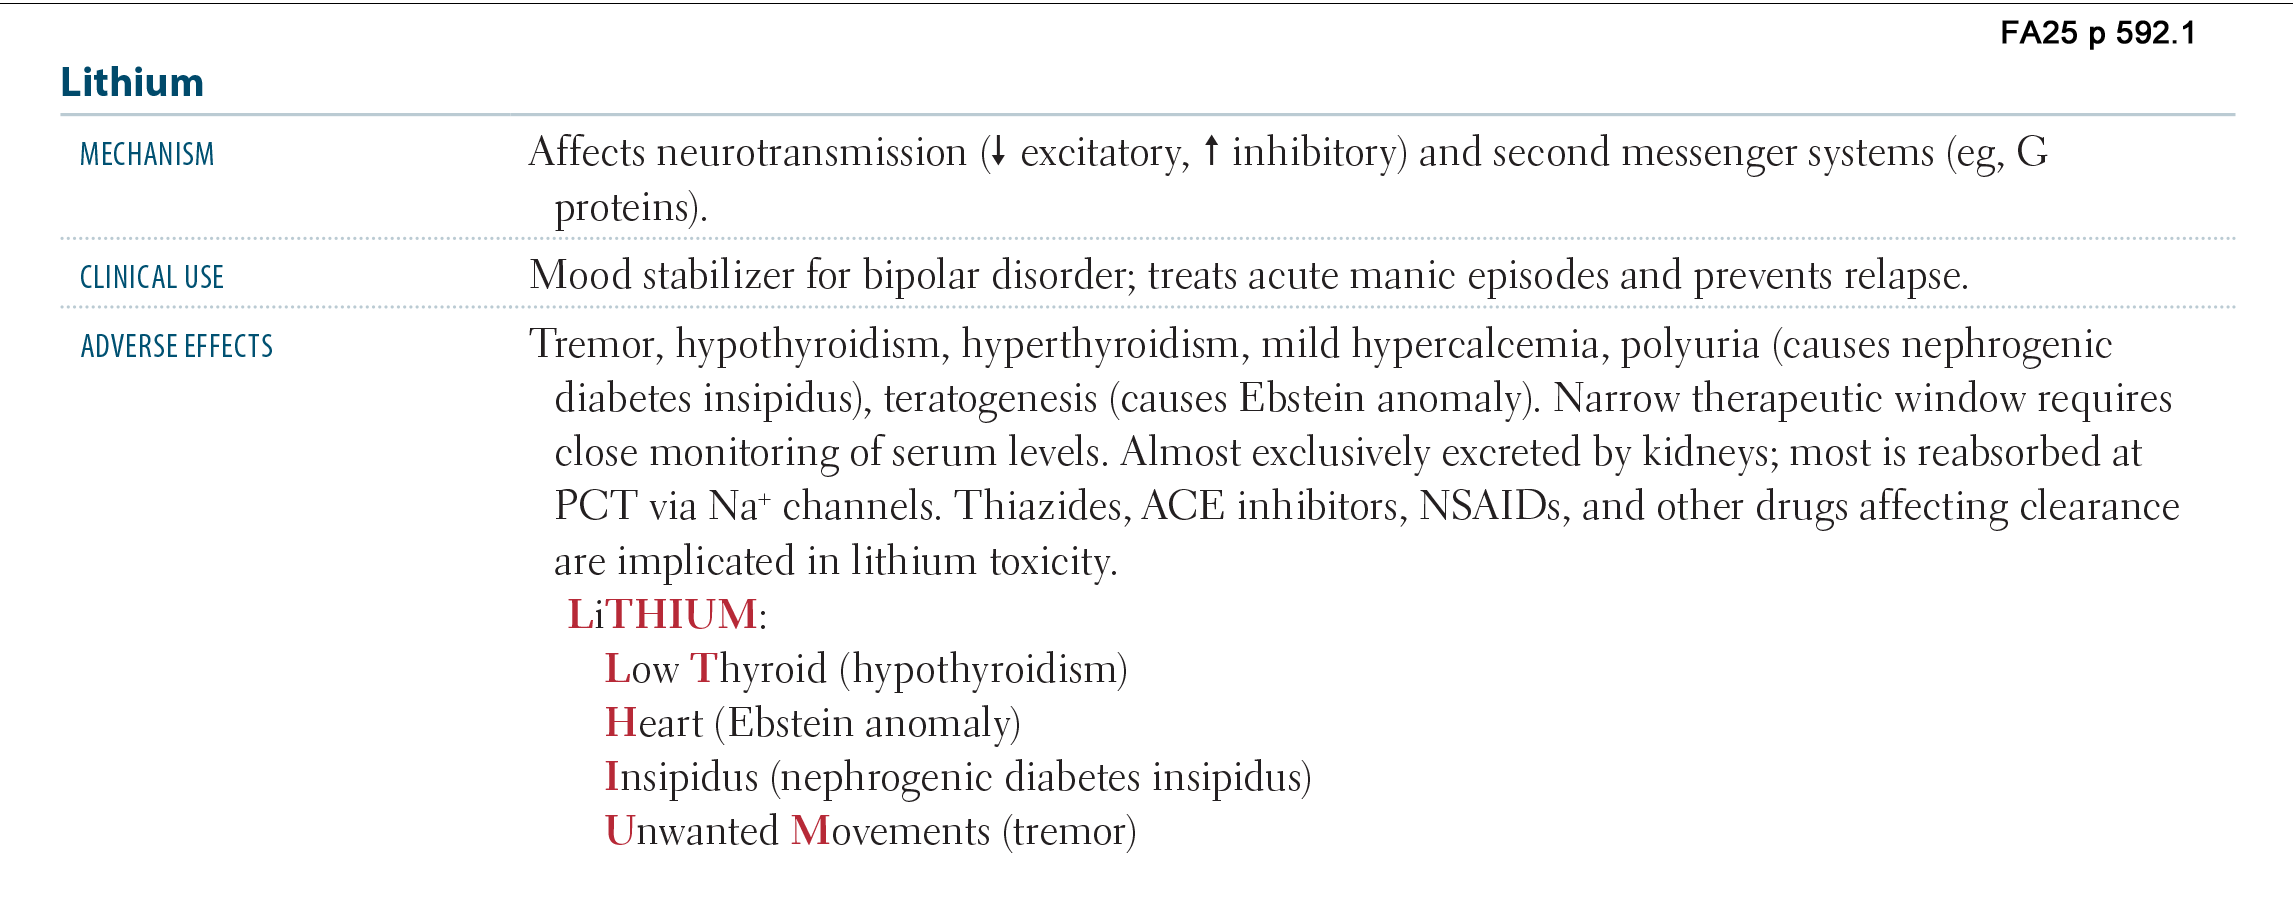 FA25 p 592.1
Lithium
MECHANISM
Affects neurotransmission (↓ excitatory, ↑ inhibitory) and second messenger systems (eg, G
proteins).
CLINICAL USE
Mood stabilizer for bipolar disorder; treats acute manic episodes and prevents relapse.
ADVERSE EFFECTS
Tremor, hypothyroidism, hyperthyroidism, mild hypercalcemia, polyuria (causes nephrogenic
diabetes insipidus), teratogenesis (causes Ebstein anomaly). Narrow therapeutic window requires
close monitoring of serum levels. Almost exclusively excreted by kidneys; most is reabsorbed at
PCT via Na⁺ channels. Thiazides, ACE inhibitors, NSAIDs, and other drugs affecting clearance
are implicated in lithium toxicity.
LiTHIUM:
Low Thyroid (hypothyroidism)
Heart (Ebstein anomaly)
Insipidus (nephrogenic diabetes insipidus)
Unwanted Movements (tremor)